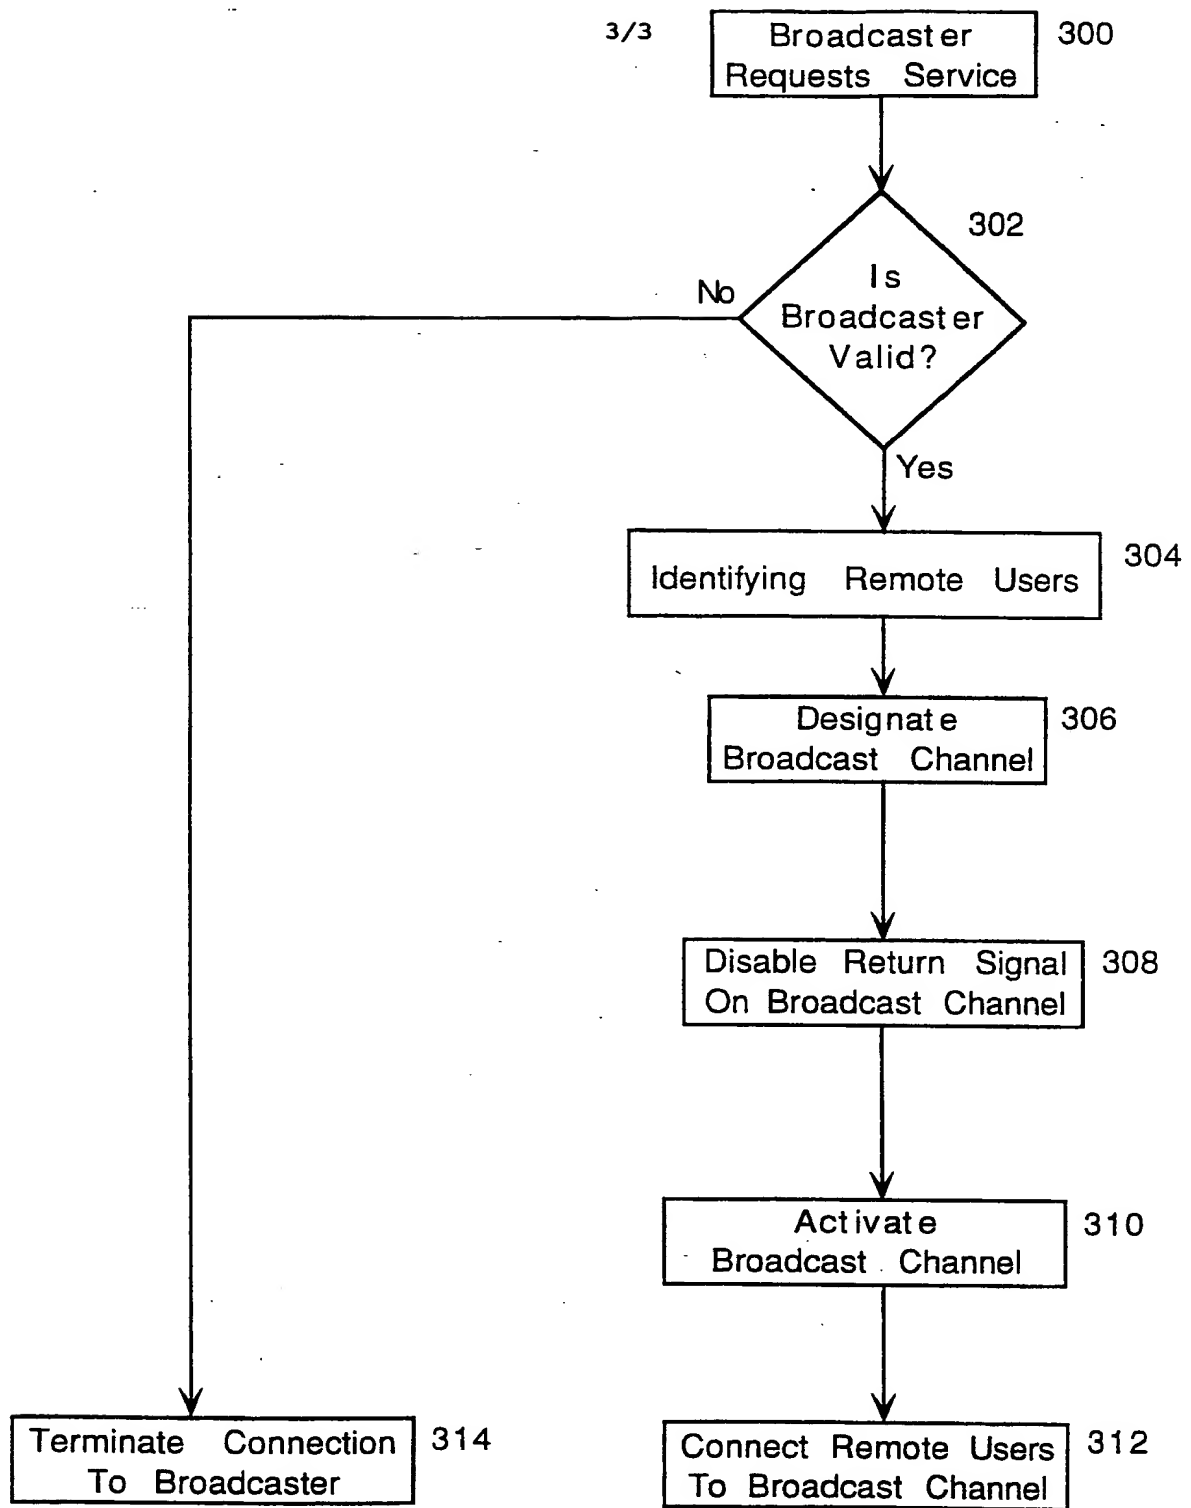 3/3
Broadcaster
Requests Service
300
302
Is
Broadcaster
Valid?
No
Yes
Identifying Remote Users
304
Designate
Broadcast Channel
306
Disable Return Signal
On Broadcast Channel
308
Activate
Broadcast Channel
310
Terminate Connection
To Broadcaster
314
Connect Remote Users
To Broadcast Channel
312